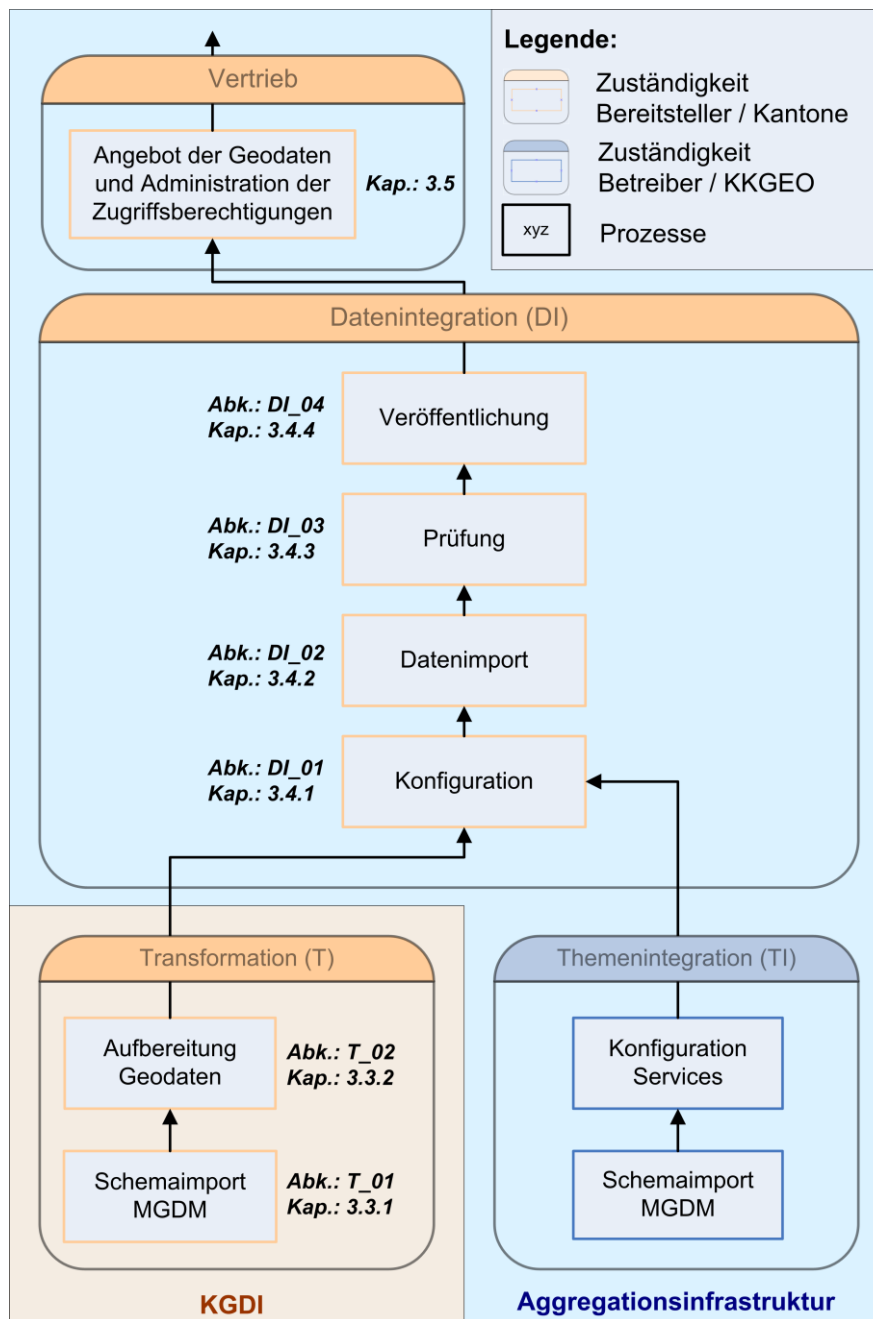 Legende:
Zuständigkeit
Bereitsteller / Kantone
Zuständigkeit
Betreiber / KKGEO
xyz
Prozesse
Vertrieb
Angebot der Geodaten
und Administration der
Zugriffsberechtigungen
Kap.: 3.5
Datenintegration (DI)
Abk.: DI_04
Kap.: 3.4.4
Veröffentlichung
Abk.: DI_03
Kap.: 3.4.3
Prüfung
Abk.: DI_02
Kap.: 3.4.2
Datenimport
Abk.: DI_01
Kap.: 3.4.1
Konfiguration
Transformation (T)
Aufbereitung
Geodaten
Abk.: T_02
Kap.: 3.3.2
Schemaimport
MGDM
Abk.: T_01
Kap.: 3.3.1
KGDI
Themenintegration (TI)
Konfiguration
Services
Schemaimport
MGDM
Aggregationsinfrastruktur